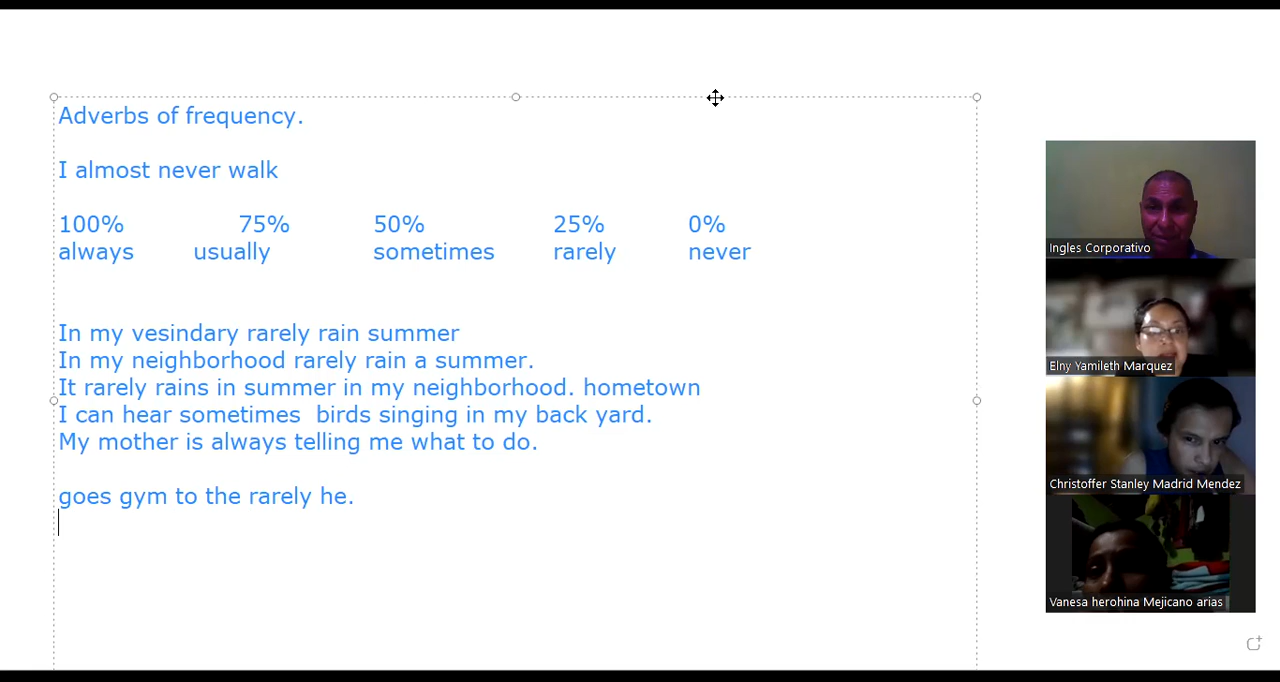 Adverbs of frequency.
I almost never walk
100% 75% 50% 25% 0%
always usually sometimes rarely never
In my vesindary rarely rain summer
In my neighborhood rarely rain a summer.
It rarely rains in summer in my neighborhood. hometown
I can hear sometimes  birds singing in my back yard.
My mother is always telling me what to do.
goes gym to the rarely he.
Ingles Corporativo
Elny Yamileth Marquez
Christoffer Stanley Madrid Mendez
Vanesa herohina Mejicano arias